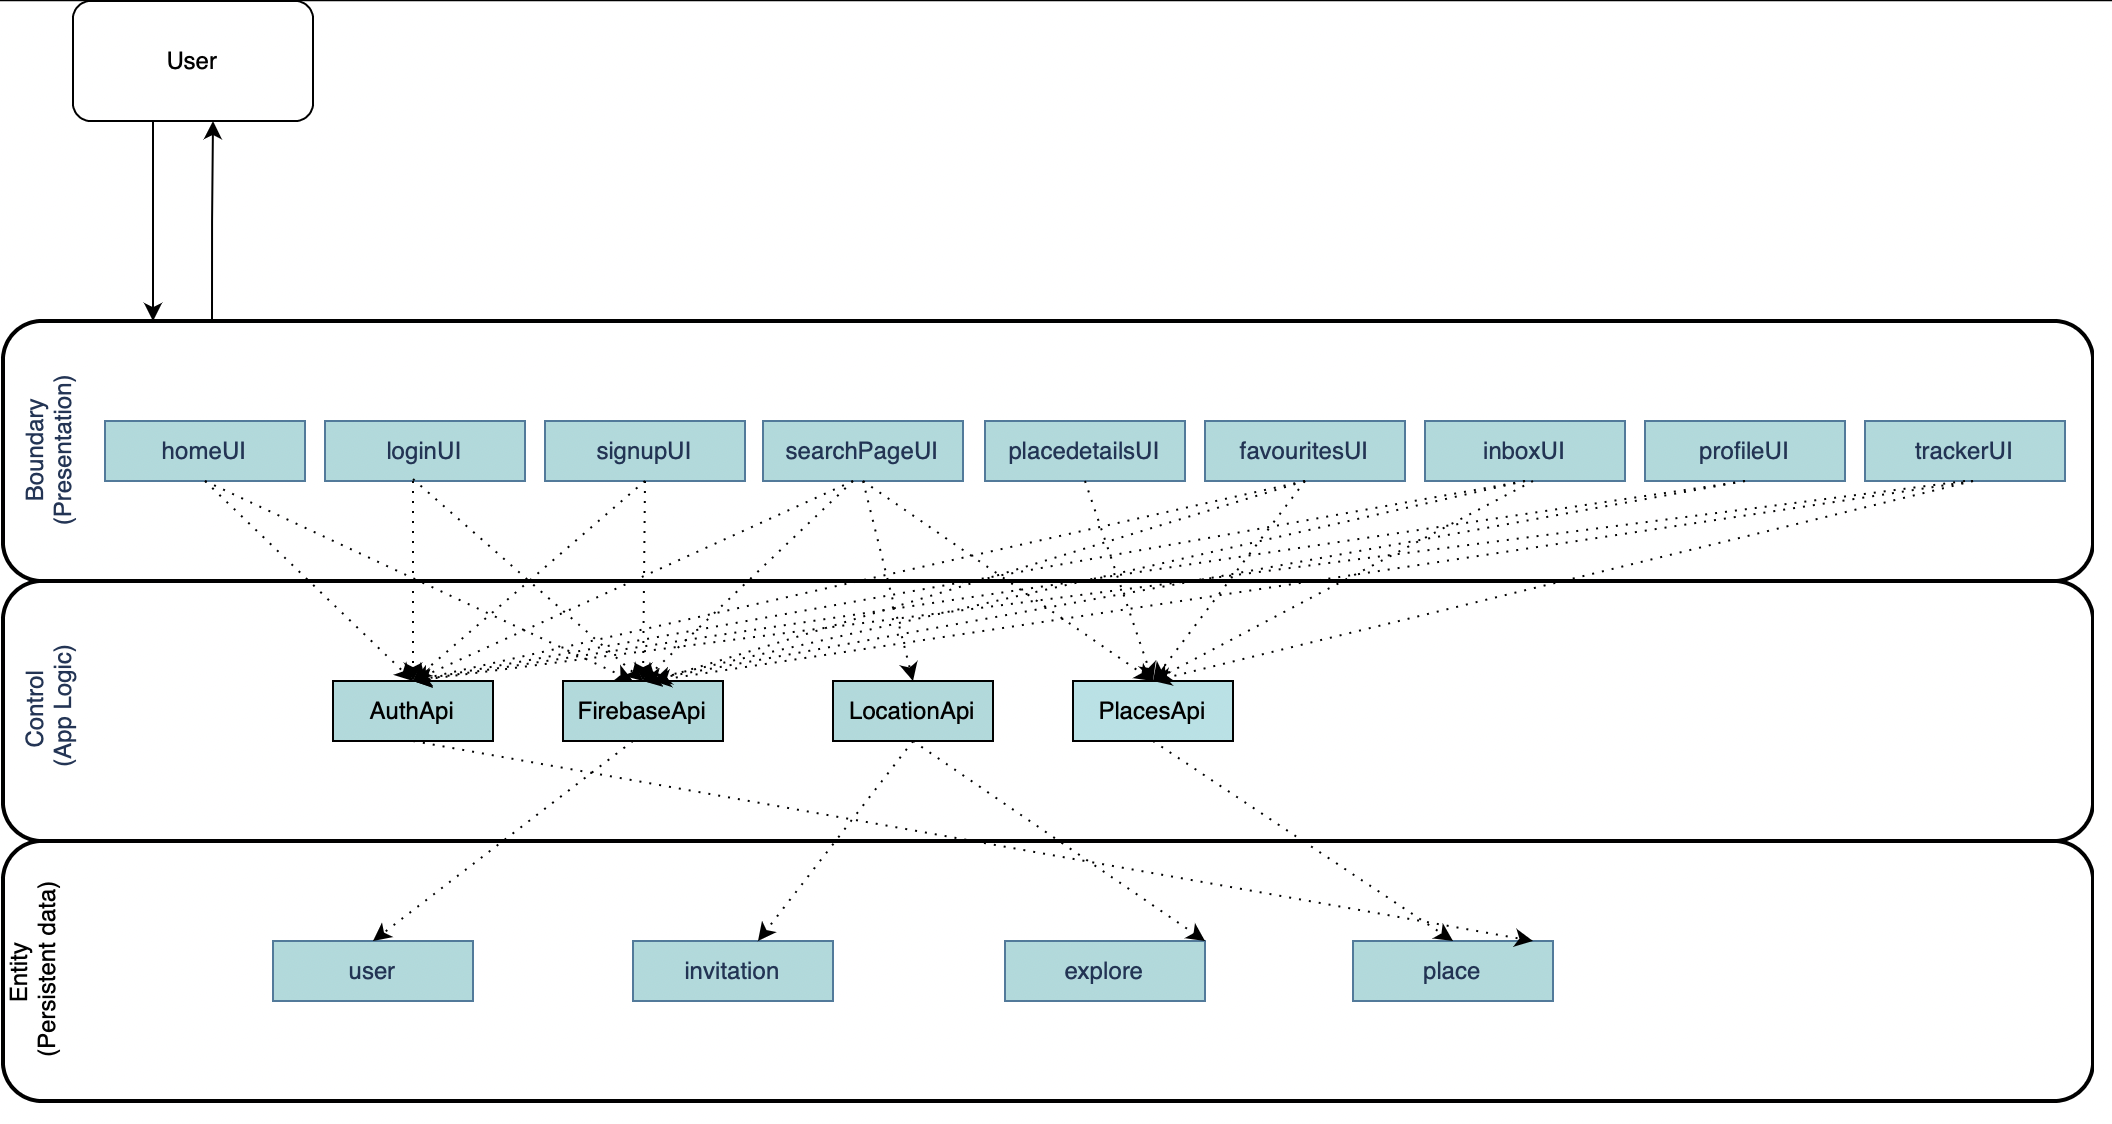 User
Boundary
(Presentation)
homeUI
loginUI
signupUI
searchPageUI
placedetailsUI
favouritesUI
inboxUI
profileUI
trackerUI
Control
(App Logic)
AuthApi
FirebaseApi
LocationApi
PlacesApi
Entity
(Persistent data)
user
invitation
explore
place